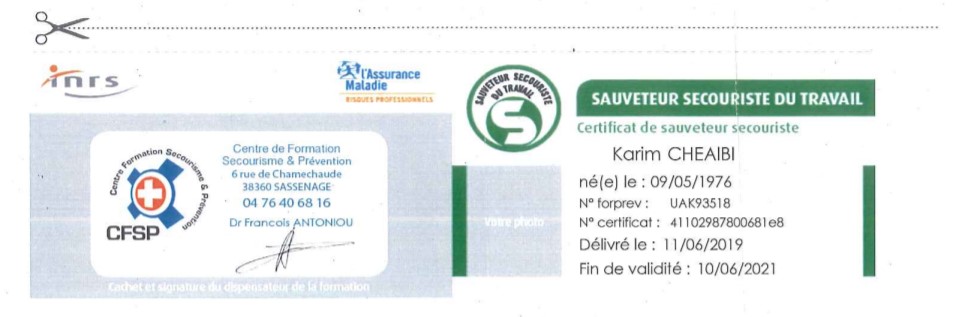 inrs
l'Assurance
Maladie
RISQUES PROFESSIONNELS
Centre Formation Secourisme & Prévention
CFSP
Centre de Formation
Secourisme & Prévention
6 rue de Chamechaude
38360 SASSENAGE
04 76 40 68 16
Dr Francois ANTONIOU
Cachet et signature du dispensateur de la formation
SAUVETEUR SECOURISTE
DU TRAVAIL
S
SAUVETEUR SECOURISTE DU TRAVAIL
Certificat de sauveteur secouriste
Karim CHEAIBI
né(e) le : 09/05/1976
N° forprev : UAK93518
N° certificat : 41102987800681e8
Délivré le : 11/06/2019
Fin de validité : 10/06/2021
Votre photo